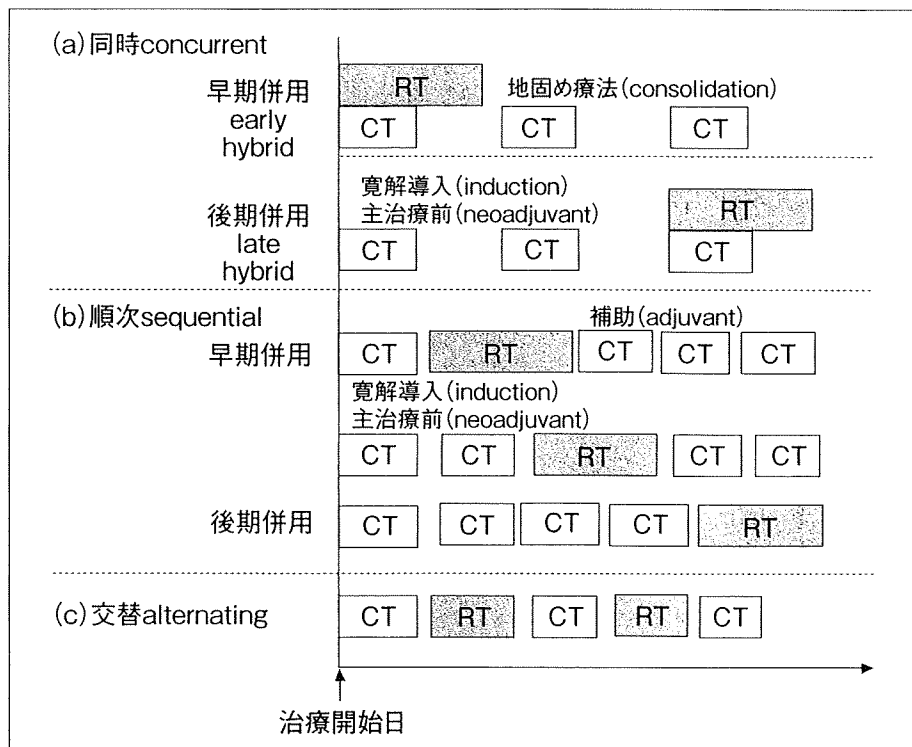 (a)同時concurrent
早期併用
early
hybrid
RT
地固め療法(consolidation)
CT CT CT
後期併用
late
hybrid
寛解導入(induction)
主治療前(neoadjuvant)
RT
CT CT CT
(b)順次sequential
早期併用
補助(adjuvant)
CT RT CT CT CT
寛解導入(induction)
主治療前(neoadjuvant)
CT CT RT CT CT
後期併用
CT CT CT CT RT
(c)交替alternating
CT RT CT RT CT
治療開始日